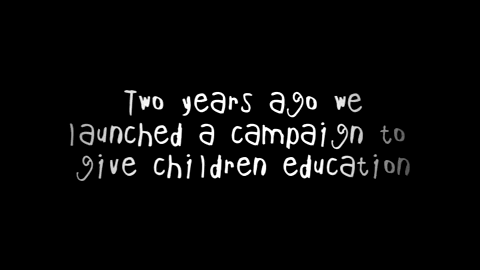 Two years ago we
launched a campaign to
give children education